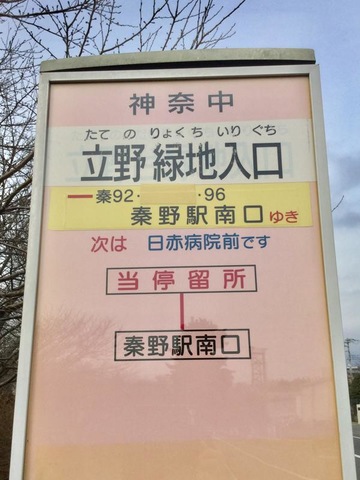 神奈中
たて の りょくち いり ぐち
立野緑地入口
秦92・ ・96
秦野駅南口ゆき
次は 日赤病院前です
当停留所
秦野駅南口